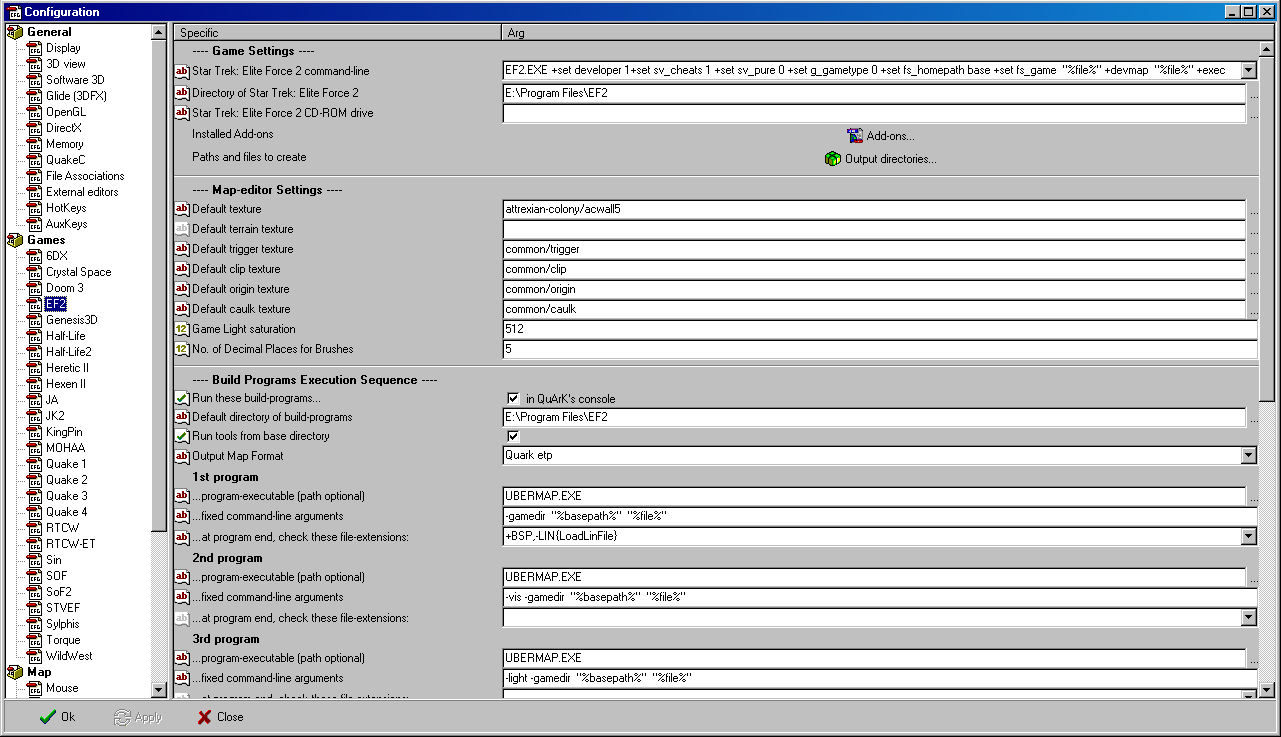 Configuration
General
Display
3D view
Software 3D
Glide (3DFX)
OpenGL
DirectX
Memory
QuakeC
File Associations
External editors
HotKeys
AuxKeys
Games
6DX
Crystal Space
Doom 3
EF2
Genesis3D
Half-Life
Half-Life2
Heretic II
Hexen II
JA
JK2
KingPin
MOHAA
Quake 1
Quake 2
Quake 3
Quake 4
RTCW
RTCW-ET
Sin
SOF
SoF2
STVEF
Sylphis
Torque
WildWest
Map
Mouse
Specific Arg
---- Game Settings ----
Star Trek: Elite Force 2 command-line EF2.EXE +set developer 1+set sv_cheats 1 +set sv_pure 0 +set g_gametype 0 +set fs_homepath base +set fs_game "%file%" +devmap "%file%" +exec
Directory of Star Trek: Elite Force 2 E:\Program Files\EF2 ...
Star Trek: Elite Force 2 CD-ROM drive ...
Installed Add-ons Add-ons...
Paths and files to create Output directories...
---- Map-editor Settings ----
Default texture attrexian-colony/acwall5 ...
Default terrain texture ...
Default trigger texture common/trigger ...
Default clip texture common/clip ...
Default origin texture common/origin ...
Default caulk texture common/caulk ...
Game Light saturation 512
No. of Decimal Places for Brushes 5
---- Build Programs Execution Sequence ----
Run these build-programs... in QuArK's console
Default directory of build-programs E:\Program Files\EF2 ...
Run tools from base directory
Output Map Format Quark etp
1st program
...program-executable (path optional) UBERMAP.EXE ...
...fixed command-line arguments -gamedir "%basepath%" "%file%"
...at program end, check these file-extensions: +BSP,-LIN{LoadLinFile}
2nd program
...program-executable (path optional) UBERMAP.EXE ...
...fixed command-line arguments -vis -gamedir "%basepath%" "%file%"
...at program end, check these file-extensions:
3rd program
...program-executable (path optional) UBERMAP.EXE ...
...fixed command-line arguments -light -gamedir "%basepath%" "%file%"
...at program end, check these file-extensions:
Ok Apply Close